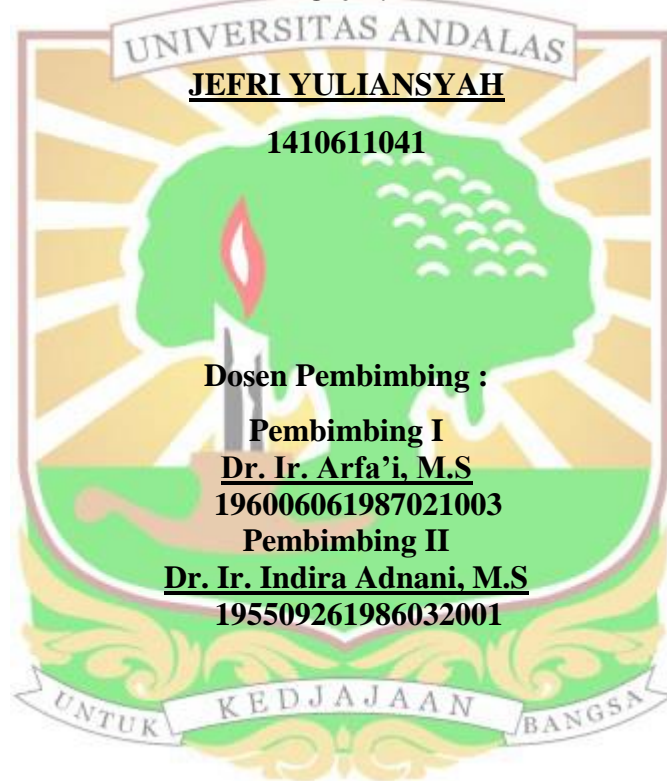 UNIVERSITAS ANDALAS
JEFRI YULIANSYAH
1410611041
Dosen Pembimbing :
Pembimbing I
Dr. Ir. Arfa’i, M.S
196006061987021003
Pembimbing II
Dr. Ir. Indira Adnani, M.S
195509261986032001
UNTUK KEDJAJAAN BANGSA